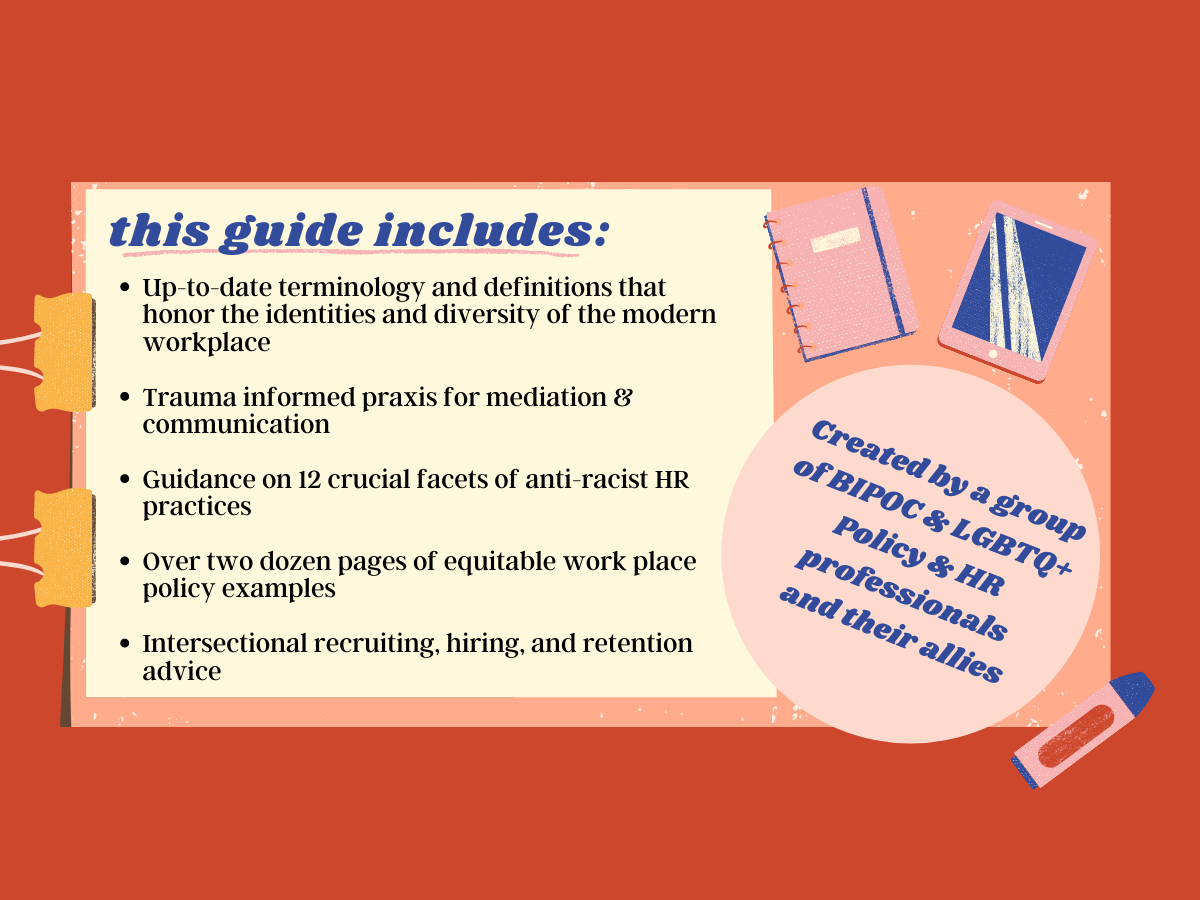 this guide includes:
• Up-to-date terminology and definitions that
honor the identities and diversity of the modern
workplace
• Trauma informed praxis for mediation &
communication
• Guidance on 12 crucial facets of anti-racist HR
practices
• Over two dozen pages of equitable work place
policy examples
• Intersectional recruiting, hiring, and retention
advice
Created by a group
of BIPOC & LGBTQ+
Policy & HR
professionals
and their allies